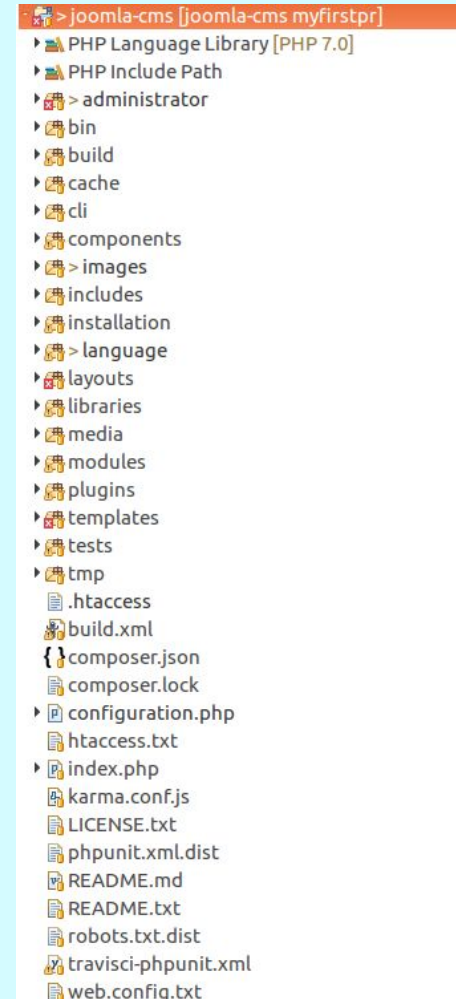 > joomla-cms [joomla-cms myfirstpr]
PHP Language Library [PHP 7.0]
PHP Include Path
> administrator
bin
build
cache
cli
components
> images
includes
installation
> language
layouts
libraries
media
modules
plugins
templates
tests
tmp
.htaccess
build.xml
composer.json
composer.lock
configuration.php
htaccess.txt
index.php
karma.conf.js
LICENSE.txt
phpunit.xml.dist
README.md
README.txt
robots.txt.dist
travisci-phpunit.xml
web.config.txt